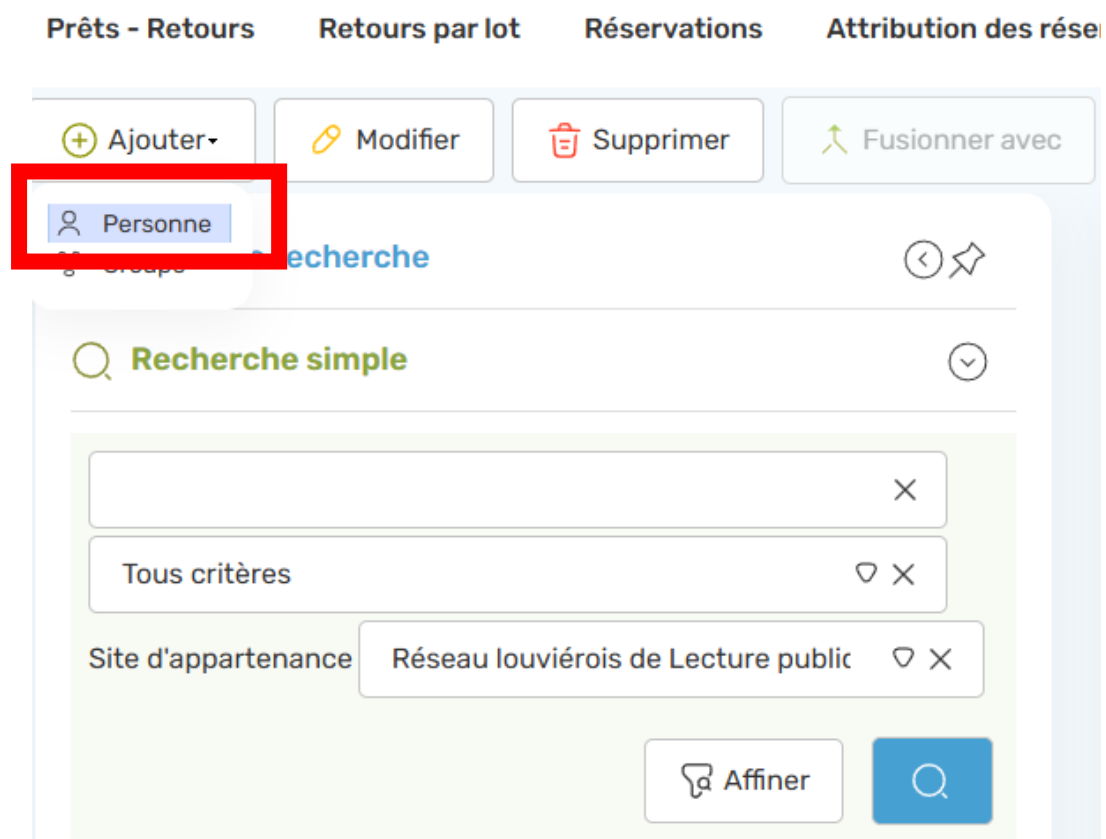 Prêts - Retours Retours par lot Réservations Attribution des rése
Ajouter Modifier Supprimer Fusionner avec
Personne
echerche
Recherche simple
Tous critères
Site d'appartenance Réseau louviérois de Lecture public
Affiner